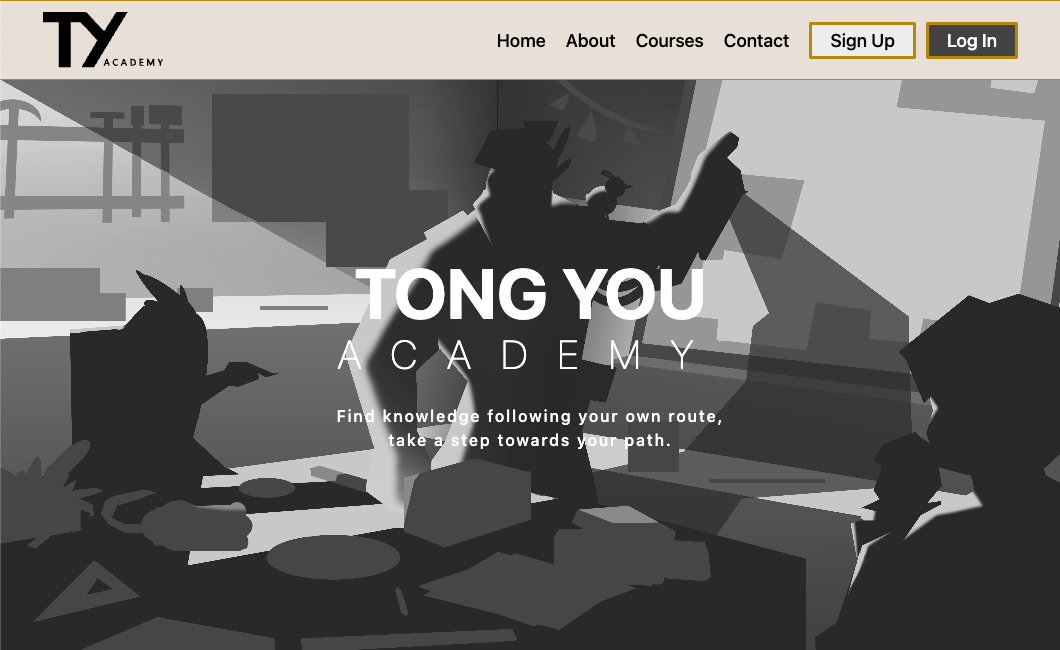 TY
ACADEMY
Home About Courses Contact Sign Up Log In
TONG YOU
ACADEMY
Find knowledge following your own route,
take a step towards your path.